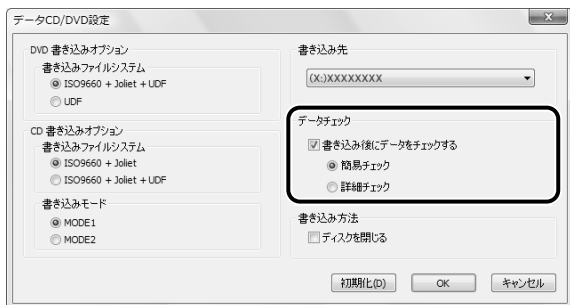 データCD/DVD設定
DVD 書き込みオプション
書き込みファイルシステム
ISO9660 + Joliet + UDF
UDF
CD 書き込みオプション
書き込みファイルシステム
ISO9660 + Joliet
ISO9660 + Joliet + UDF
書き込みモード
MODE1
MODE2
書き込み先
(X:)XXXXXXXX
データチェック
書き込み後にデータをチェックする
簡易チェック
詳細チェック
書き込み方法
ディスクを閉じる
初期化(D)
OK
キャンセル